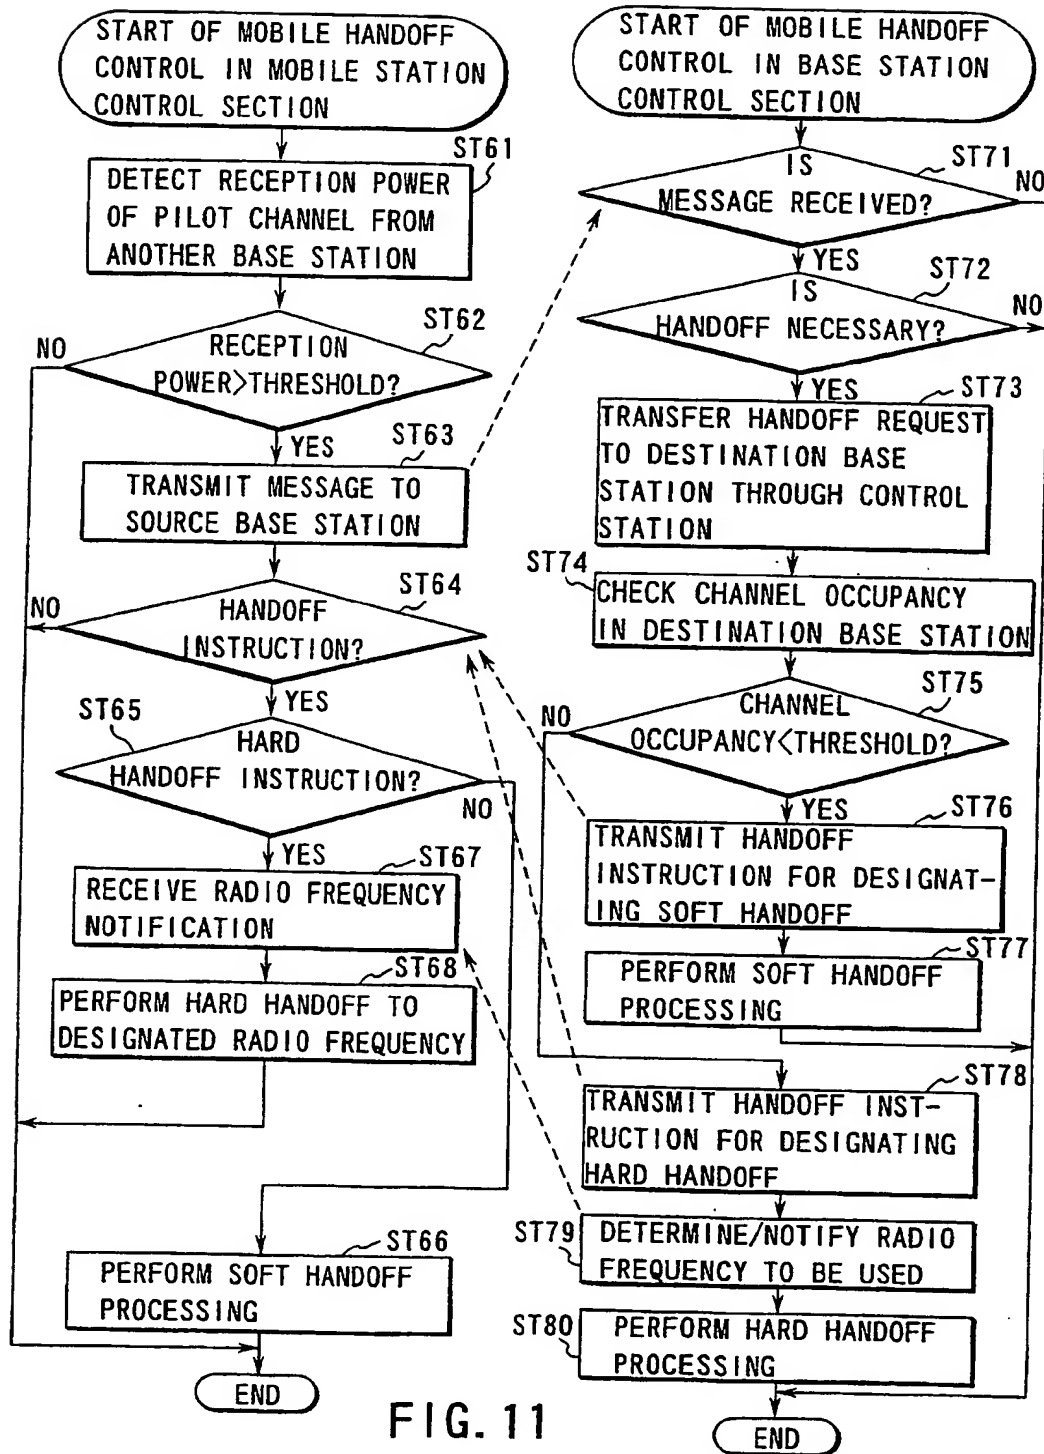 START OF MOBILE HANDOFF
CONTROL IN MOBILE STATION
CONTROL SECTION
ST61
DETECT RECEPTION POWER
OF PILOT CHANNEL FROM
ANOTHER BASE STATION
ST62
NO
RECEPTION
POWER>THRESHOLD?
YES
ST63
TRANSMIT MESSAGE TO
SOURCE BASE STATION
ST64
NO
HANDOFF
INSTRUCTION?
YES
ST65
HARD
HANDOFF INSTRUCTION?
NO
YES
ST67
RECEIVE RADIO FREQUENCY
NOTIFICATION
ST68
PERFORM HARD HANDOFF TO
DESIGNATED RADIO FREQUENCY
ST66
PERFORM SOFT HANDOFF
PROCESSING
END
START OF MOBILE HANDOFF
CONTROL IN BASE STATION
CONTROL SECTION
ST71
IS
MESSAGE RECEIVED?
NO
YES
ST72
IS
HANDOFF NECESSARY?
NO
YES
ST73
TRANSFER HANDOFF REQUEST
TO DESTINATION BASE
STATION THROUGH CONTROL
STATION
ST74
CHECK CHANNEL OCCUPANCY
IN DESTINATION BASE STATION
ST75
NO
CHANNEL
OCCUPANCY<THRESHOLD?
YES
ST76
TRANSMIT HANDOFF
INSTRUCTION FOR DESIGNAT-
ING SOFT HANDOFF
ST77
PERFORM SOFT HANDOFF
PROCESSING
ST78
TRANSMIT HANDOFF INST-
RUCTION FOR DESIGNATING
HARD HANDOFF
ST79
DETERMINE/NOTIFY RADIO
FREQUENCY TO BE USED
ST80
PERFORM HARD HANDOFF
PROCESSING
END
FIG. 11